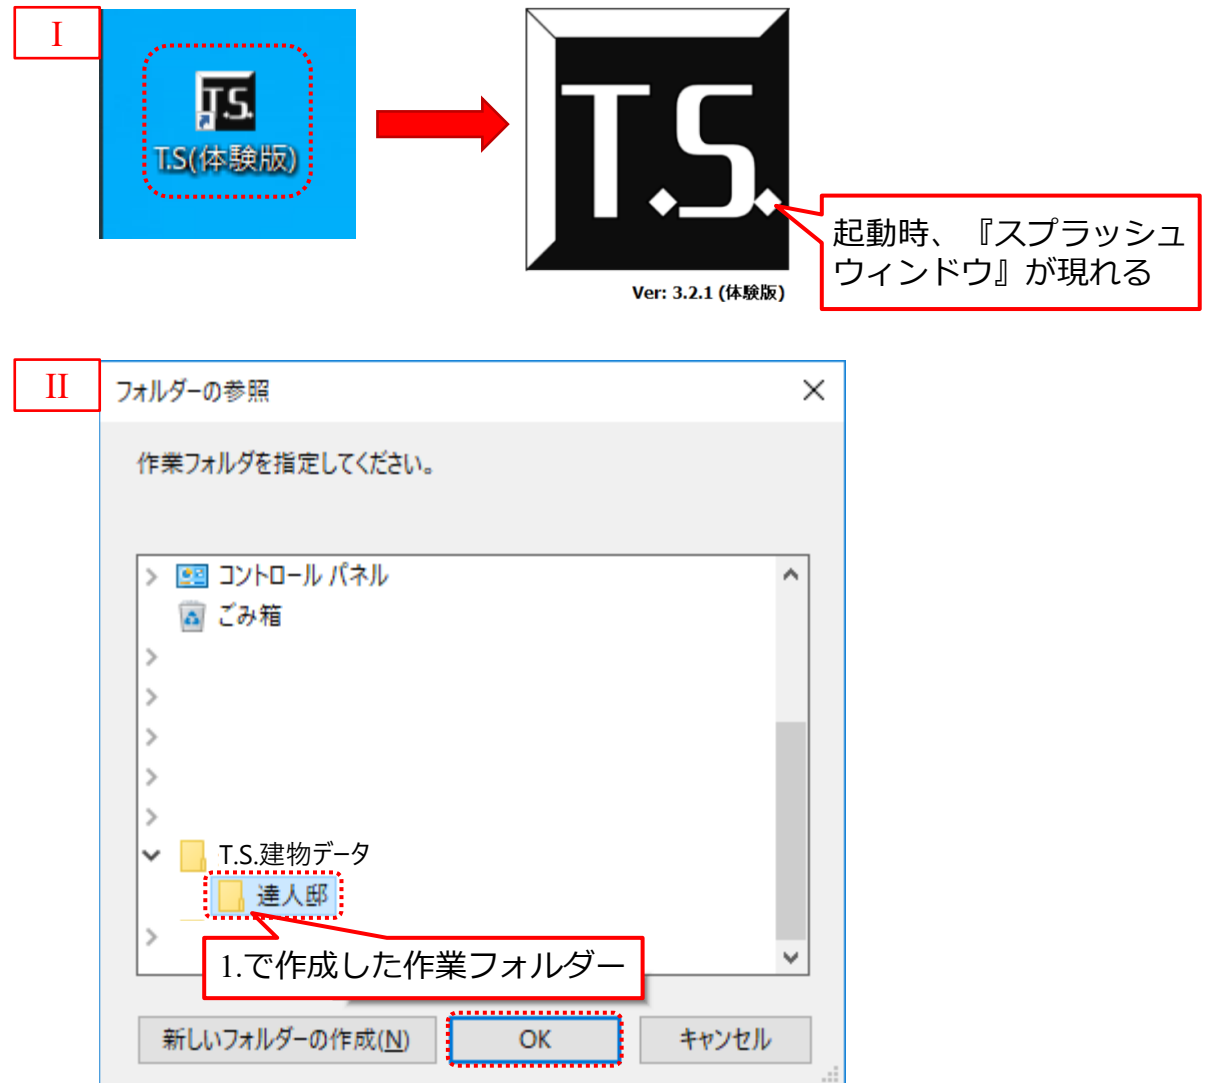 I
T.S.
T.S(体験版)
T.S.
起動時、『スプラッシュ
ウィンドウ』が現れる
Ver: 3.2.1 (体験版)
II
フォルダーの参照
作業フォルダを指定してください。
コントロール パネル
ごみ箱
T.S.建物データ
達人邸
1.で作成した作業フォルダー
新しいフォルダーの作成(N)
OK
キャンセル